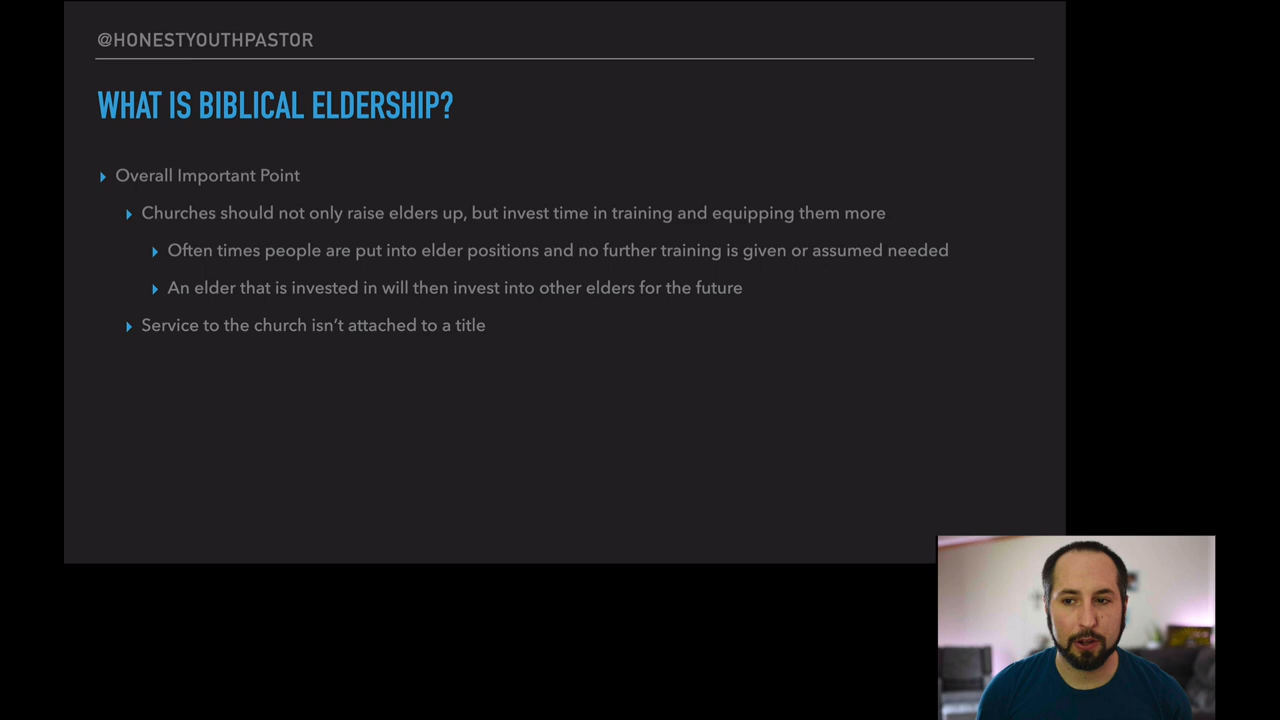 @HONESTYOUTHPASTOR
WHAT IS BIBLICAL ELDERSHIP?
Overall Important Point
Churches should not only raise elders up, but invest time in training and equipping them more
Often times people are put into elder positions and no further training is given or assumed needed
An elder that is invested in will then invest into other elders for the future
Service to the church isn’t attached to a title